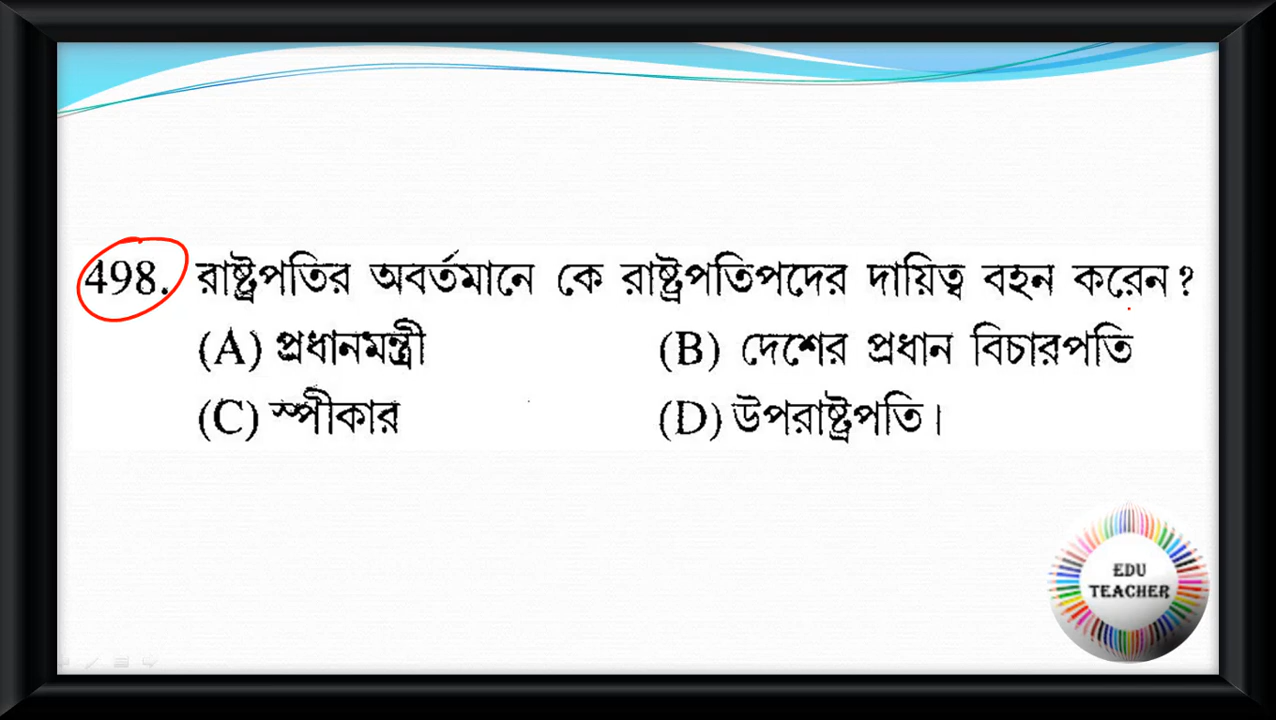 498. রাষ্ট্রপতির অবর্তমানে কে রাষ্ট্রপতিপদের দায়িত্ব বহন করেন?
(A) প্রধানমন্ত্রী (B) দেশের প্রধান বিচারপতি
(C) স্পীকার (D) উপরাষ্ট্রপতি।
EDU
TEACHER